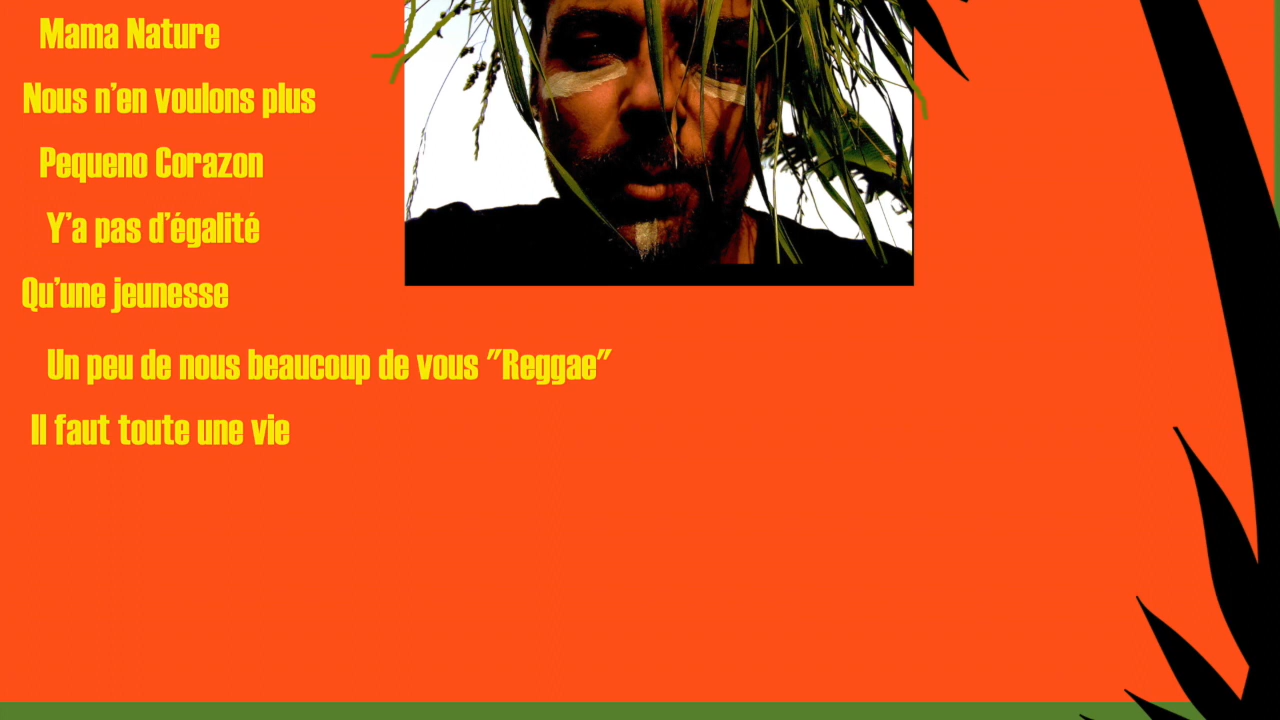 Mama Nature
Nous n'en voulons plus
Pequeno Corazon
Y'a pas d'égalité
Qu'une jeunesse
Un peu de nous beaucoup de vous "Reggae"
Il faut toute une vie